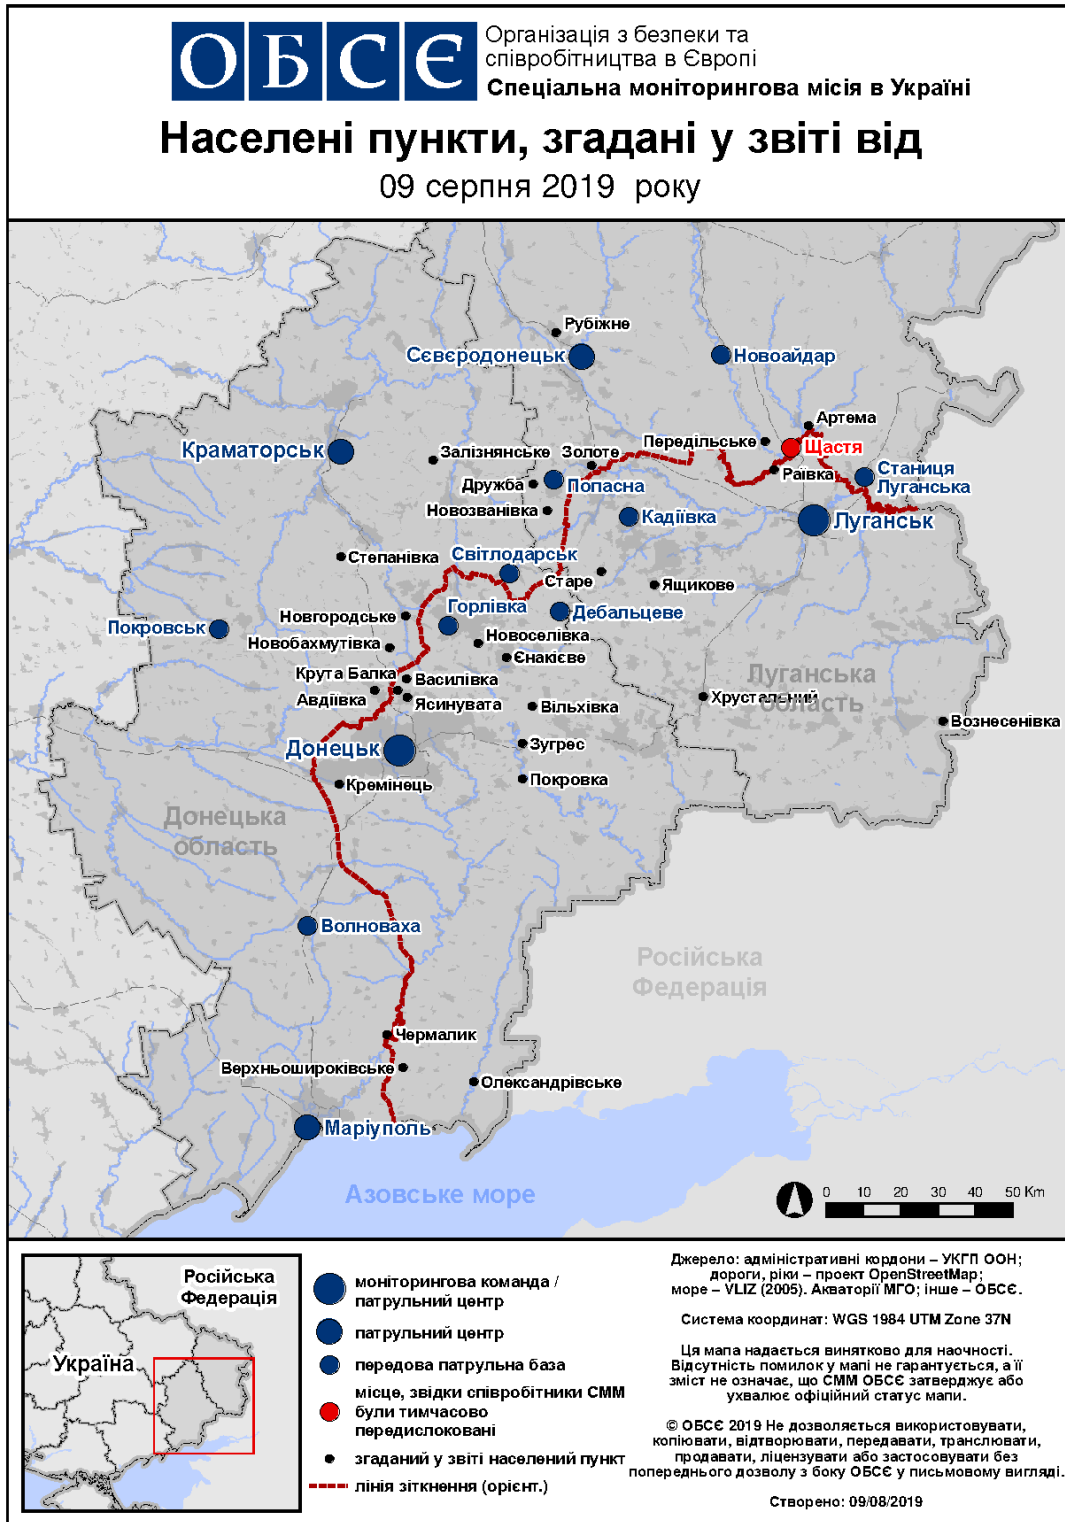 ОБСЄ
Організація з безпеки та
співробітництва в Європі
Спеціальна моніторингова місія в Україні
Населені пункти, згадані у звіті від
09 серпня 2019 року
Рубіжне
Сєвєродонецьк
Новоайдар
Артема
Передільське
Щастя
Краматорськ
Залізнянське
Золоте
Раївка
Станиця
Луганська
Дружба
Попасна
Новозванівка
Кадіївка
Луганськ
Степанівка
Світлодарськ
Старе
Ящикове
Горлівка
Дебальцеве
Новгородське
Покровськ
Новобахмутівка
Новоселівка
Єнакієве
Крута Балка
Василівка
Луганська
область
Авдіївка
Ясинувата
Вільхівка
Хрустальний
Вознесенівка
Донецьк
Зугрес
Кремінець
Покровка
Донецька
область
Волноваха
Російська
Федерація
Чермалик
Верхньошироківське
Олександрівське
Маріуполь
Азовське море
0 10 20 30 40 50 Km
Російська
Федерація
Україна
моніторингова команда /
патрульний центр
патрульний центр
передова патрульна база
місце, звідки співробітники СММ
були тимчасово
передислоковані
згаданий у звіті населений пункт
лінія зіткнення (орієнт.)
Джерело: адміністративні кордони – УКГП ООН;
дороги, ріки – проект OpenStreetMap;
море – VLIZ (2005). Акваторії МГО; інше – ОБСЄ.
Система координат: WGS 1984 UTM Zone 37N
Ця мапа надається винятково для наочності.
Відсутність помилок у мапі не гарантується, а її
зміст не означає, що СММ ОБСЄ затверджує або
ухвалює офіційний статус мапи.
© ОБСЄ 2019 Не дозволяється використовувати,
копіювати, відтворювати, передавати, транслювати,
продавати, ліцензувати або застосовувати без
попереднього дозволу з боку ОБСЄ у письмовому вигляді.
Створено: 09/08/2019